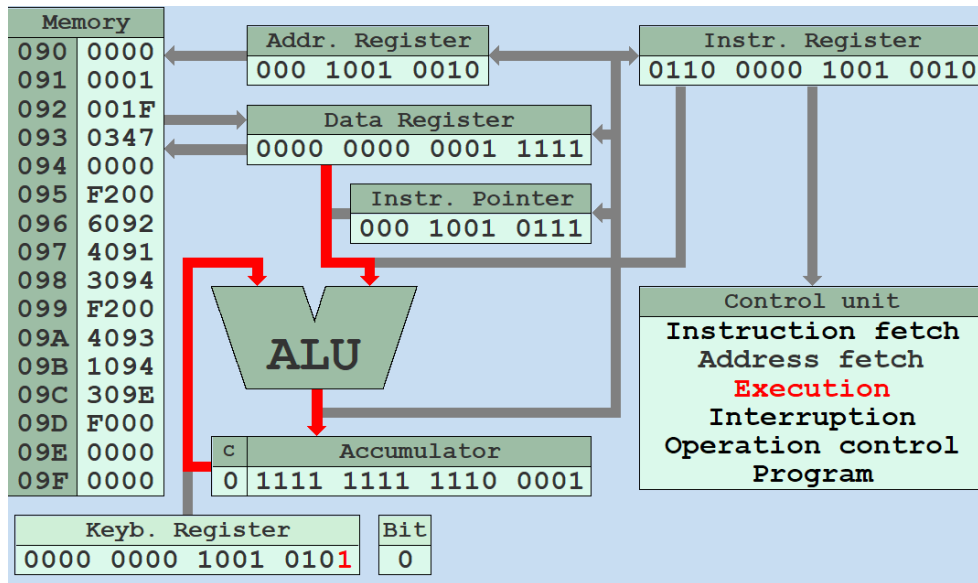 Memory
090 0000
091 0001
092 001F
093 0347
094 0000
095 F200
096 6092
097 4091
098 3094
099 F200
09A 4093
09B 1094
09C 309E
09D F000
09E 0000
09F 0000
Addr. Register
000 1001 0010
Instr. Register
0110 0000 1001 0010
Data Register
0000 0000 0001 1111
Instr. Pointer
000 1001 0111
ALU
Control unit
Instruction fetch
Address fetch
Execution
Interruption
Operation control
Program
C Accumulator
0 1111 1111 1110 0001
Keyb. Register
0000 0000 1001 0101
Bit
0